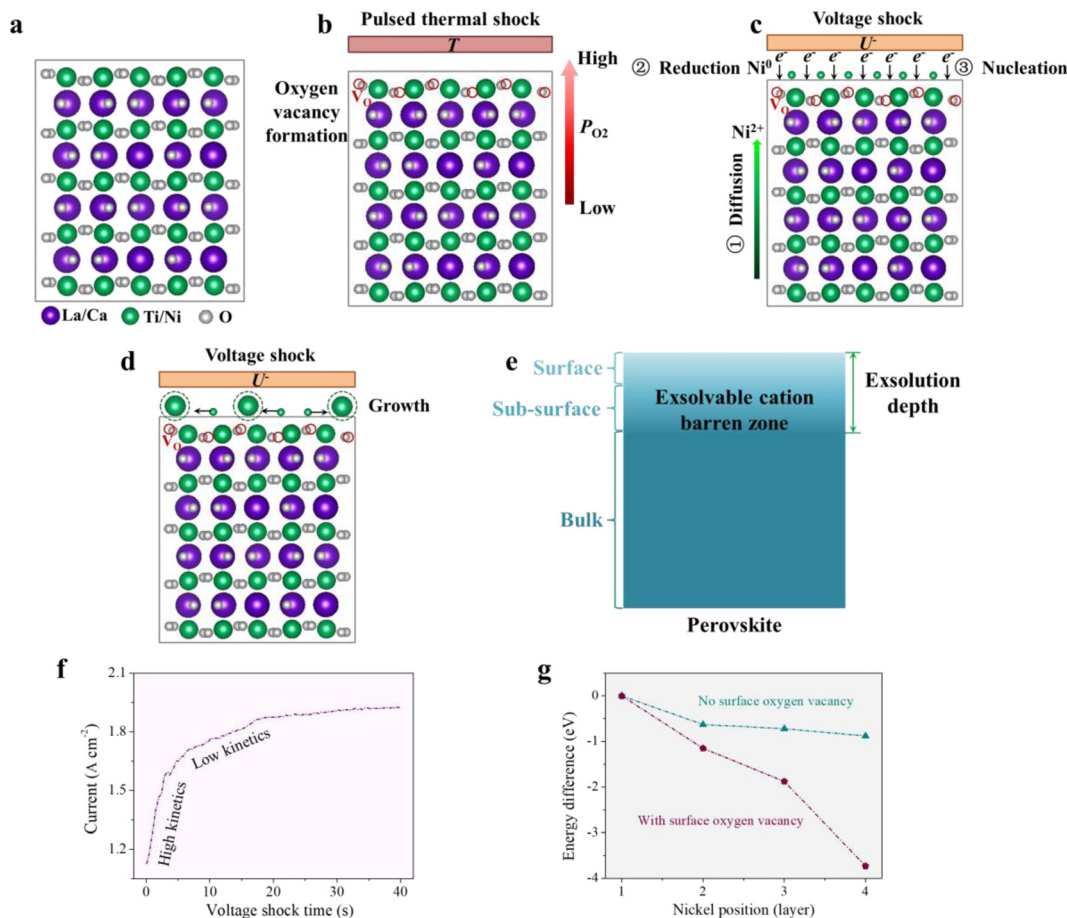 a
La/Ca
Ti/Ni
O
b
Pulsed thermal shock
T
Oxygen
vacancy
formation
V_O
High
P_O2
Low
c
Voltage shock
U-
e- e- e- e- e- e-
② Reduction Ni0
③ Nucleation
V_O
Ni2+
① Diffusion
d
Voltage shock
U-
Growth
V_O
e
Surface
Sub-surface
Bulk
Exsolvable cation
barren zone
Exsolution
depth
Perovskite
f
Current (A cm-2)
2.1
1.8
1.5
1.2
High kinetics
Low kinetics
0 10 20 30 40
Voltage shock time (s)
g
Energy difference (eV)
0
-1
-2
-3
-4
No surface oxygen vacancy
With surface oxygen vacancy
1 2 3 4
Nickel position (layer)